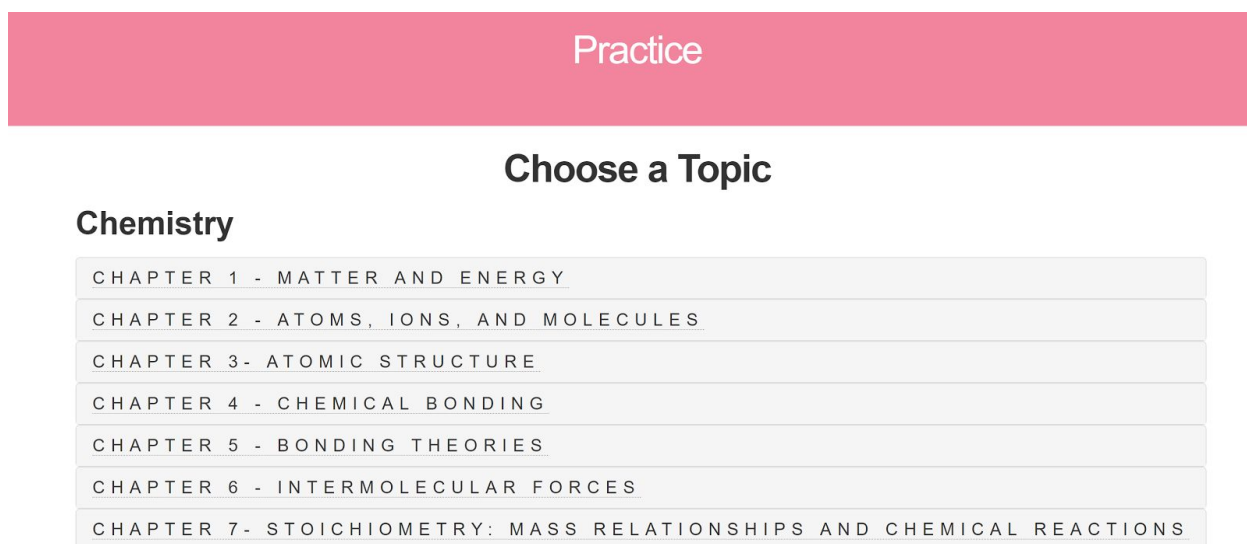 Practice
Choose a Topic
Chemistry
CHAPTER 1 - MATTER AND ENERGY
CHAPTER 2 - ATOMS, IONS, AND MOLECULES
CHAPTER 3- ATOMIC STRUCTURE
CHAPTER 4 - CHEMICAL BONDING
CHAPTER 5 - BONDING THEORIES
CHAPTER 6 - INTERMOLECULAR FORCES
CHAPTER 7- STOICHIOMETRY: MASS RELATIONSHIPS AND CHEMICAL REACTIONS